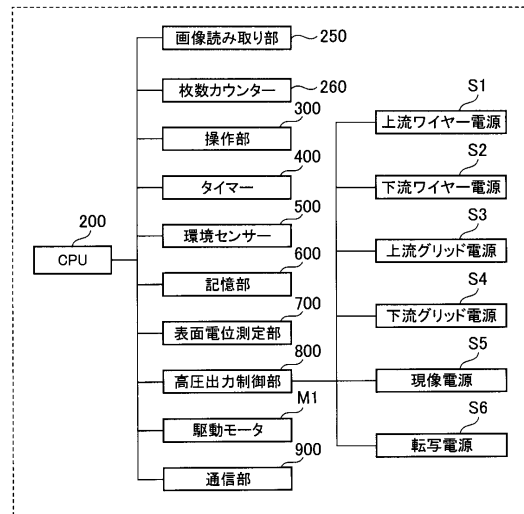 画像読み取り部 250
枚数カウンター 260
300
操作部
400
タイマー
500
環境センサー
200
CPU
600
記憶部
700
表面電位測定部
800
高圧出力制御部
M1
駆動モータ
900
通信部
S1
上流ワイヤー電源
S2
下流ワイヤー電源
S3
上流グリッド電源
S4
下流グリッド電源
S5
現像電源
S6
転写電源